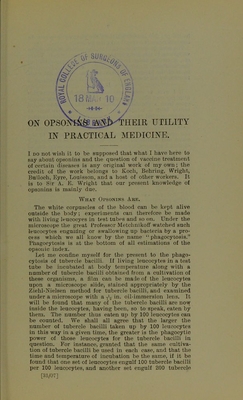 ROYAL COLLEGE OF SURGEONS OF ENGLAND
18 MAY 10
LIBRARY
ON OPSONINS AND THEIR UTILITY
IN PRACTICAL MEDICINE.
I do not wish it to be supposed that what I have here to
say about opsonins and the question of vaccine treatment
of certain diseases is any original work of my own; the
credit of the work belongs to Koch, Behring, Wright,
Bulloch, Eyre, Louisson, and a host of other workers. It
is to Sir A. E. Wright that our present knowledge of
opsonins is mainly due.
WHAT OPSONINS ARE.
The white corpuscles of the blood can be kept alive
outside the body; experiments can therefore be made
with living leucocytes in test tubes and so on. Under the
microscope the great Professor Metchnikoff watched such
leucocytes engulfing or swallowing up bacteria by a pro-
cess which we all know by the name "phagocytosis."
Phagocytosis is at the bottom of all estimations of the
opsonic index.
Let me confine myself for the present to the phago-
cytosis of tubercle bacilli. If living leucocytes in a test
tube be incubated at body temperature along with a
number of tubercle bacilli obtained from a cultivation of
these organisms, a film can be made of the leucocytes
upon a microscope slide, stained appropriately by the
Ziehl-Nielsen method for tubercle bacilli, and examined
under a microscope with a 1/12 in. oil-immersion lens. It
will be found that many of the tubercle bacilli are now
inside the leucocytes, having been, so to speak, eaten by
them. The number thus eaten up by 100 leucocytes can
be counted. We shall all agree that the larger the
number of tubercle bacilli taken up by 100 leucocytes
in this way in a given time, the greater is the phagocytic
power of those leucocytes for the tubercle bacilli in
question. For instance, granted that the same cultiva-
tion of tubercle bacilli be used in each case, and that the
time and temperature of incubation be the same, if it be
found that one set of leucocytes engulf 100 tubercle bacilli
per 100 leucocytes, and another set engulf 300 tubercle